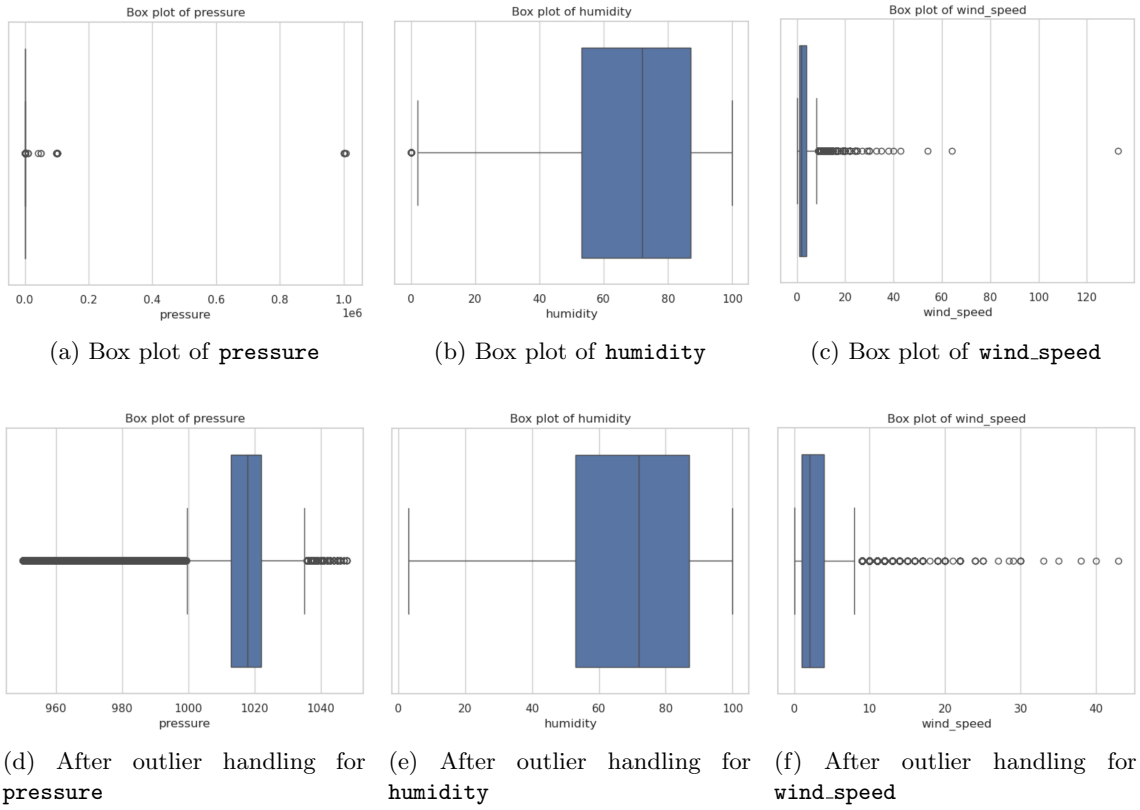 Box plot of pressure
0.0 0.2 0.4 0.6 0.8 1.0
1e6
pressure
(a) Box plot of pressure
Box plot of humidity
0 20 40 60 80 100
humidity
(b) Box plot of humidity
Box plot of wind_speed
0 20 40 60 80 100 120
wind_speed
(c) Box plot of wind_speed
Box plot of pressure
960 980 1000 1020 1040
pressure
(d) After outlier handling for
pressure
Box plot of humidity
0 20 40 60 80 100
humidity
(e) After outlier handling for
humidity
Box plot of wind_speed
0 10 20 30 40
wind_speed
(f) After outlier handling for
wind_speed